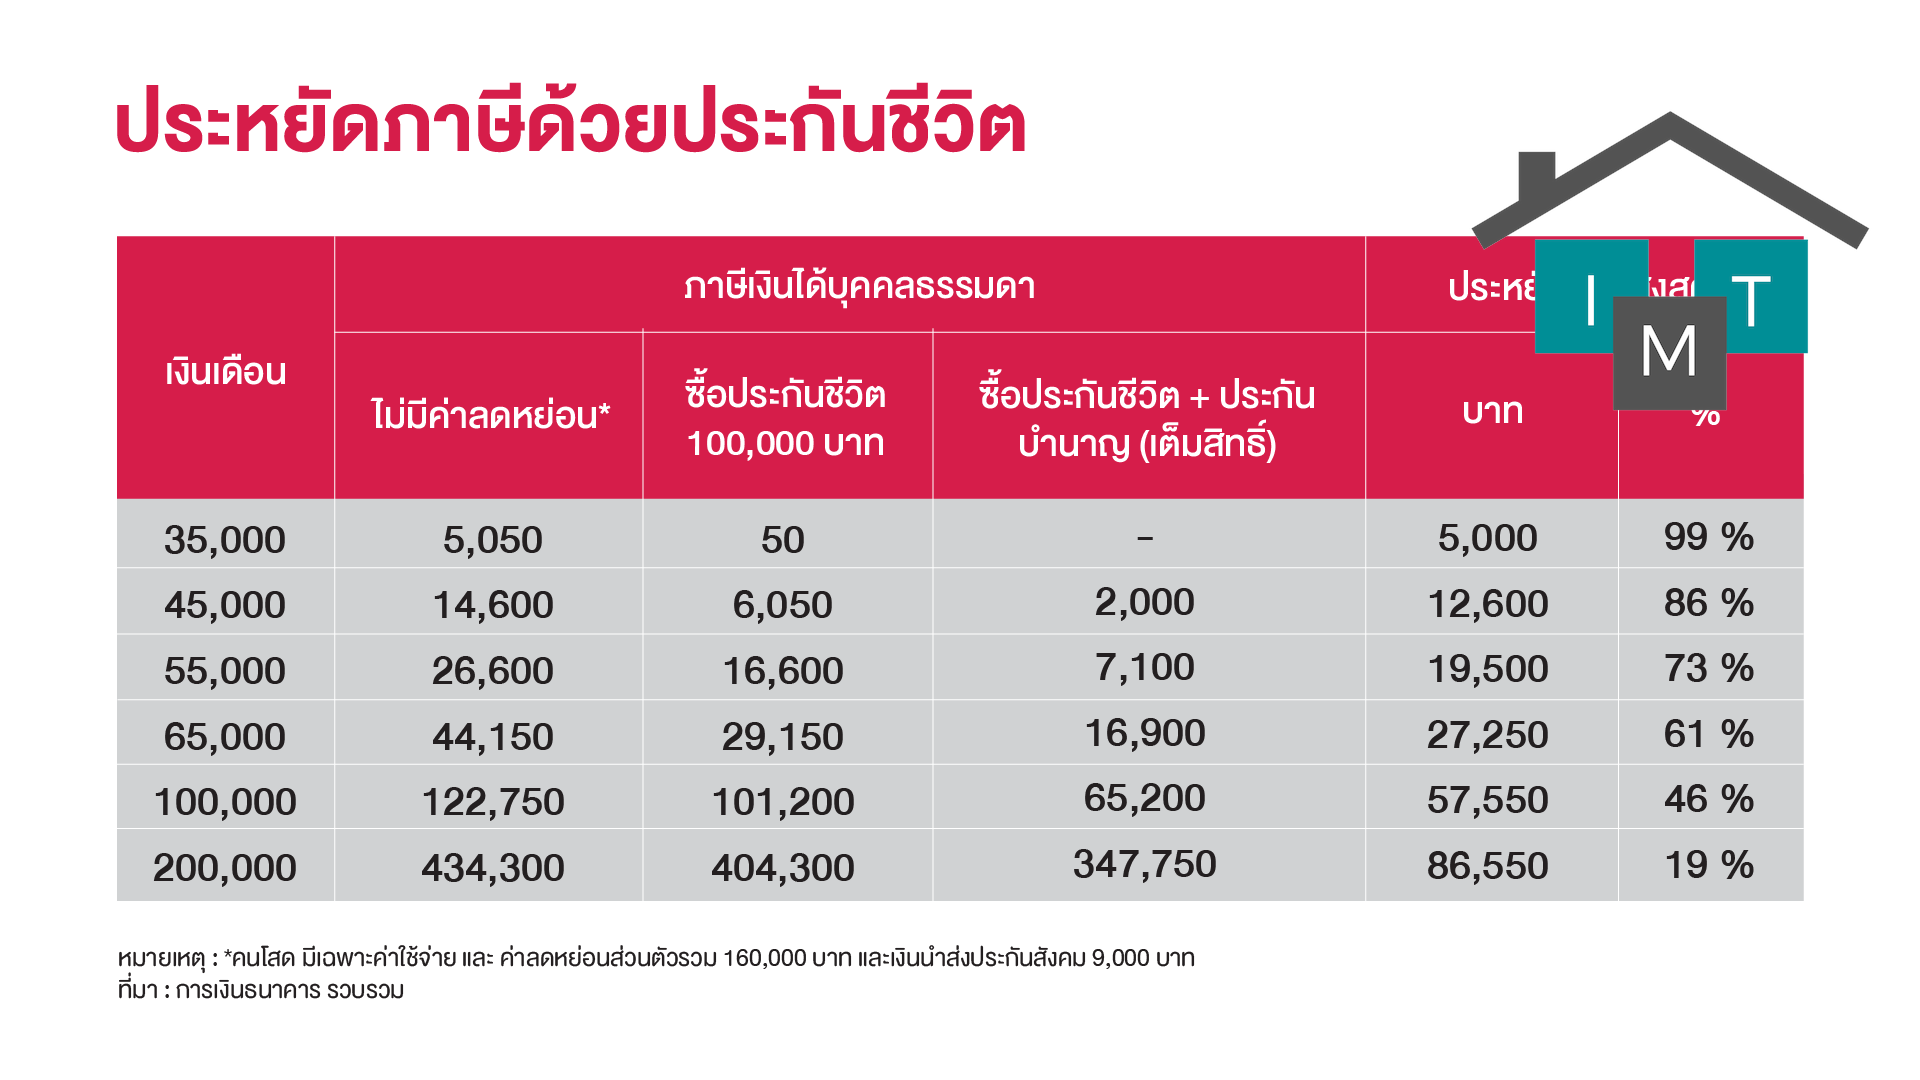 ประหยัดภาษีด้วยประกันชีวิต
เงินเดือน
ภาษีเงินได้บุคคลธรรมดา
I M T
ไม่มีค่าลดหย่อน*
ซื้อประกันชีวิต
100,000 บาท
ซื้อประกันชีวิต + ประกัน
บำนาญ (เต็มสิทธิ์)
บาท
%
35,000 5,050 50 – 5,000 99 %
45,000 14,600 6,050 2,000 12,600 86 %
55,000 26,600 16,600 7,100 19,500 73 %
65,000 44,150 29,150 16,900 27,250 61 %
100,000 122,750 101,200 65,200 57,550 46 %
200,000 434,300 404,300 347,750 86,550 19 %
หมายเหตุ : *คนโสด มีเฉพาะค่าใช้จ่าย และ ค่าลดหย่อนส่วนตัวรวม 160,000 บาท และเงินนำส่งประกันสังคม 9,000 บาท
ที่มา : การเงินธนาคาร รวบรวม